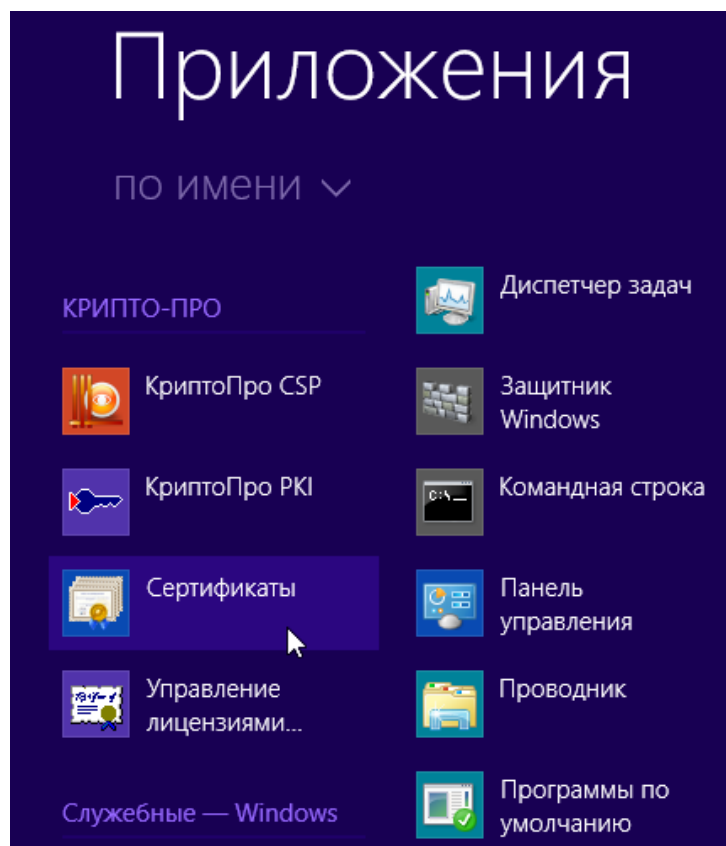 Приложения
по имени
КРИПТО-ПРО
КриптоПро CSP
КриптоПро PKI
Сертификаты
Управление
лицензиями...
Служебные — Windows
Диспетчер задач
Защитник
Windows
C:\_
Командная строка
Панель
управления
Проводник
Программы по
умолчанию